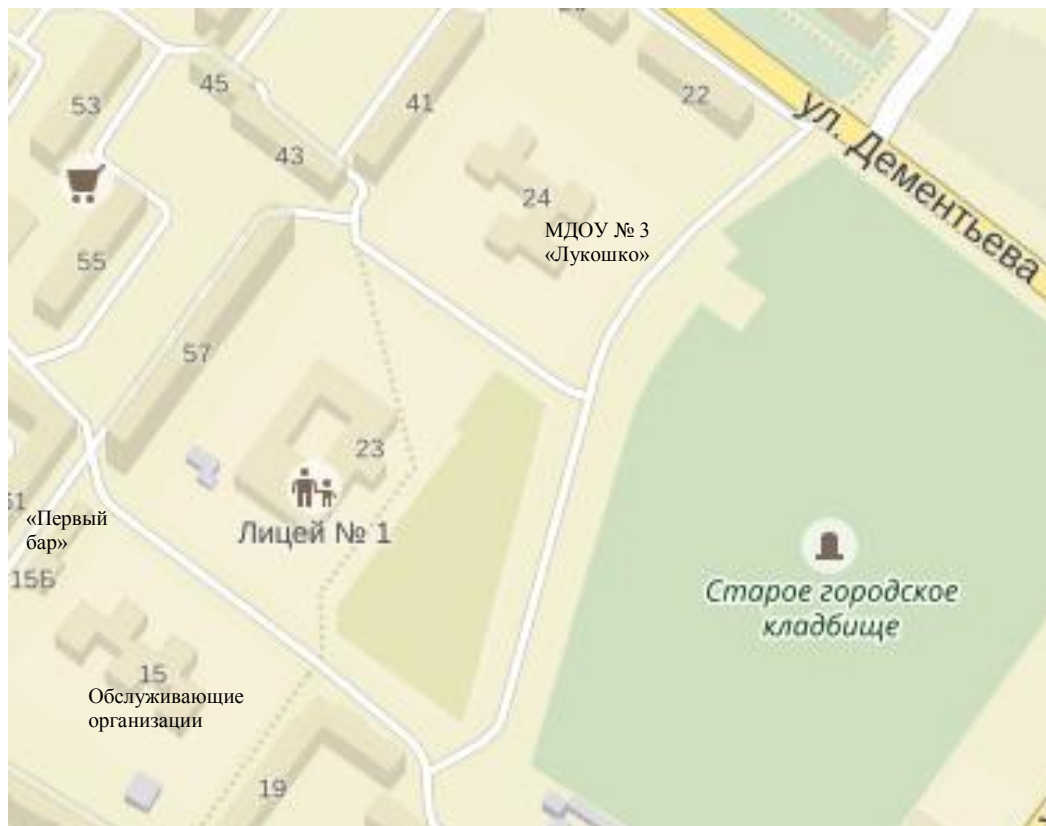 45
53
41
22
ул. Дементьева
43
24
МДОУ № 3
«Лукошко»
55
57
23
Лицей № 1
«Первый
бар»
15Б
Старое городское
кладбище
15
Обслуживающие
организации
19